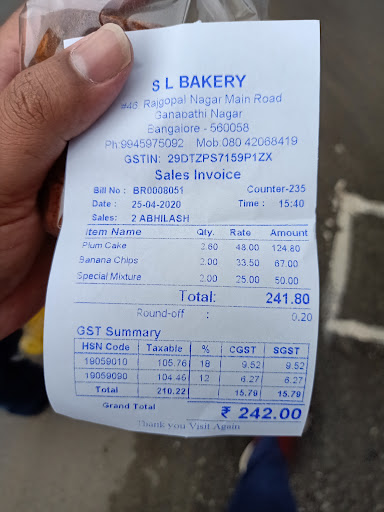 S L BAKERY
#46, Rajgopal Nagar Main Road
Ganapathi Nagar
Bangalore - 560058
Ph:9945975092 Mob.080 42068419
GSTIN: 29DTZPS7159P1ZX
Sales Invoice
Bill No : BR0008051 Counter-235
Date : 25-04-2020 Time : 15:40
Sales: 2 ABHILASH
Item Name Qty. Rate Amount
Plum Cake 2.60 48.00 124.80
Banana Chips 2.00 33.50 67.00
Special Mixture 2.00 25.00 50.00
Total: 241.80
Round-off : 0.20
GST Summary
HSN Code Taxable % CGST SGST
19059010 105.76 18 9.52 9.52
19059090 104.46 12 6.27 6.27
Total 210.22 15.79 15.79
Grand Total ₹ 242.00
Thank you Visit Again